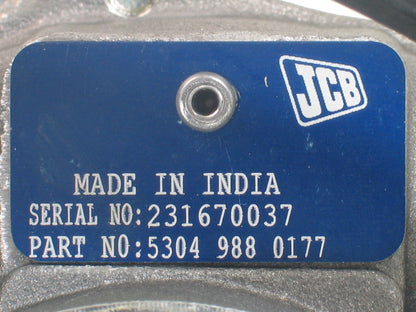 JCB
MADE IN INDIA
SERIAL NO:231670037
PART NO:5304 988 0177